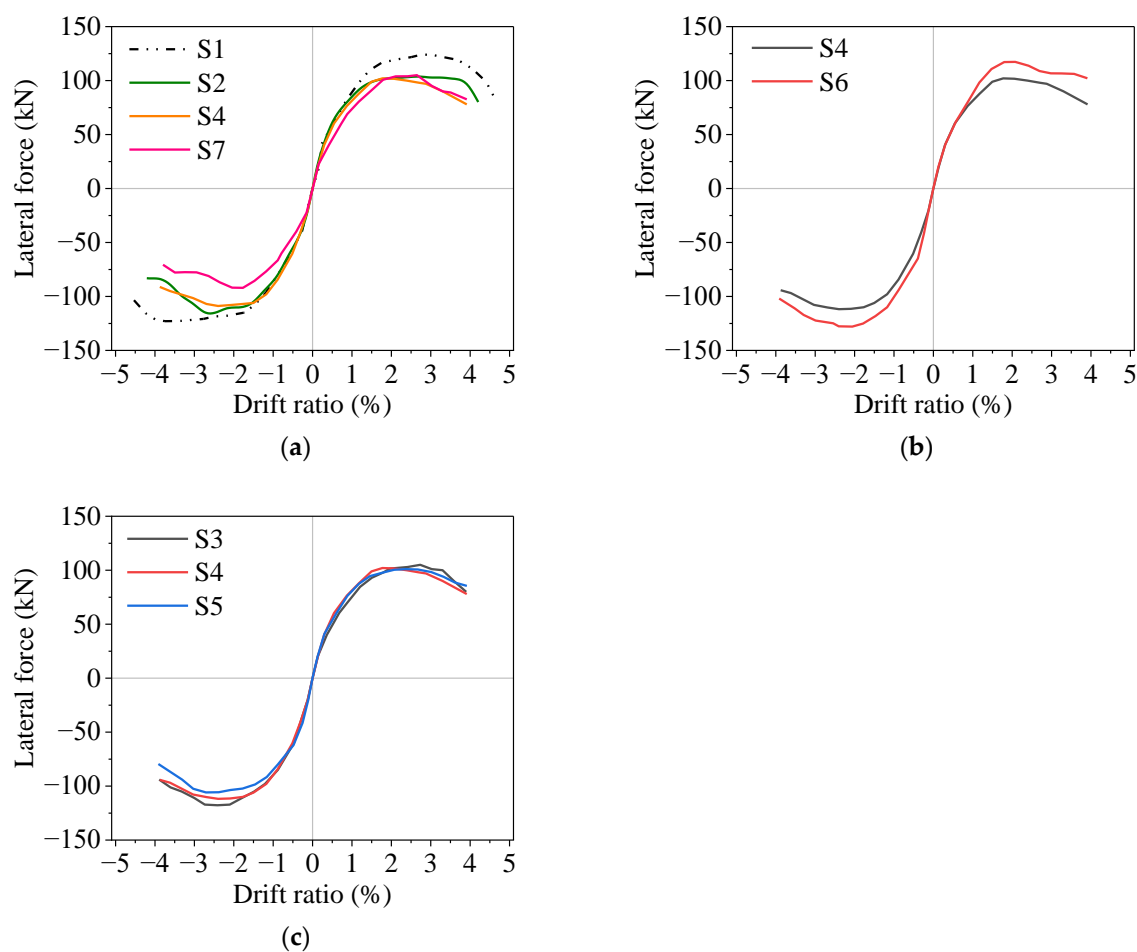 150
100
50
0
−50
−100
−150
Lateral force (kN)
S1
S2
S4
S7
−5 −4 −3 −2 −1 0 1 2 3 4 5
Drift ratio (%)
(a)
150
100
50
0
−50
−100
−150
Lateral force (kN)
S4
S6
−5 −4 −3 −2 −1 0 1 2 3 4 5
Drift ratio (%)
(b)
150
100
50
0
−50
−100
−150
Lateral force (kN)
S3
S4
S5
−5 −4 −3 −2 −1 0 1 2 3 4 5
Drift ratio (%)
(c)